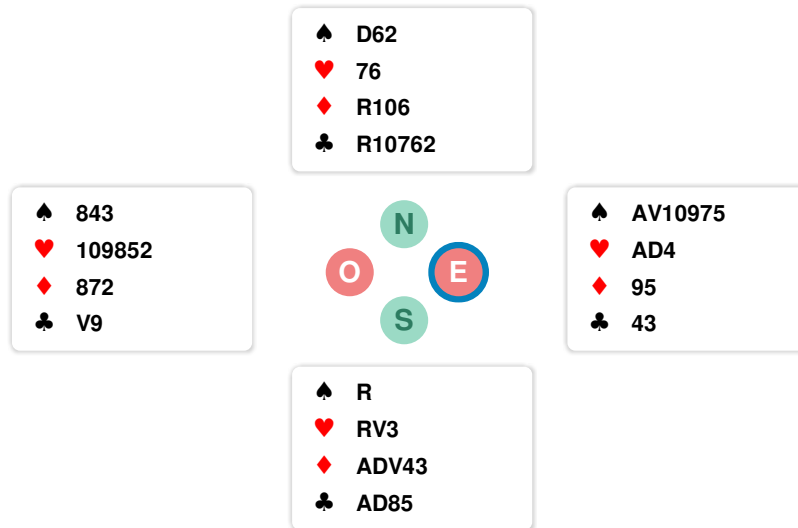 ♠ D62
♥ 76
♦ R106
♣ R10762
♠ 843
♥ 109852
♦ 872
♣ V9
N
O E
S
♠ AV10975
♥ AD4
♦ 95
♣ 43
♠ R
♥ RV3
♦ ADV43
♣ AD85